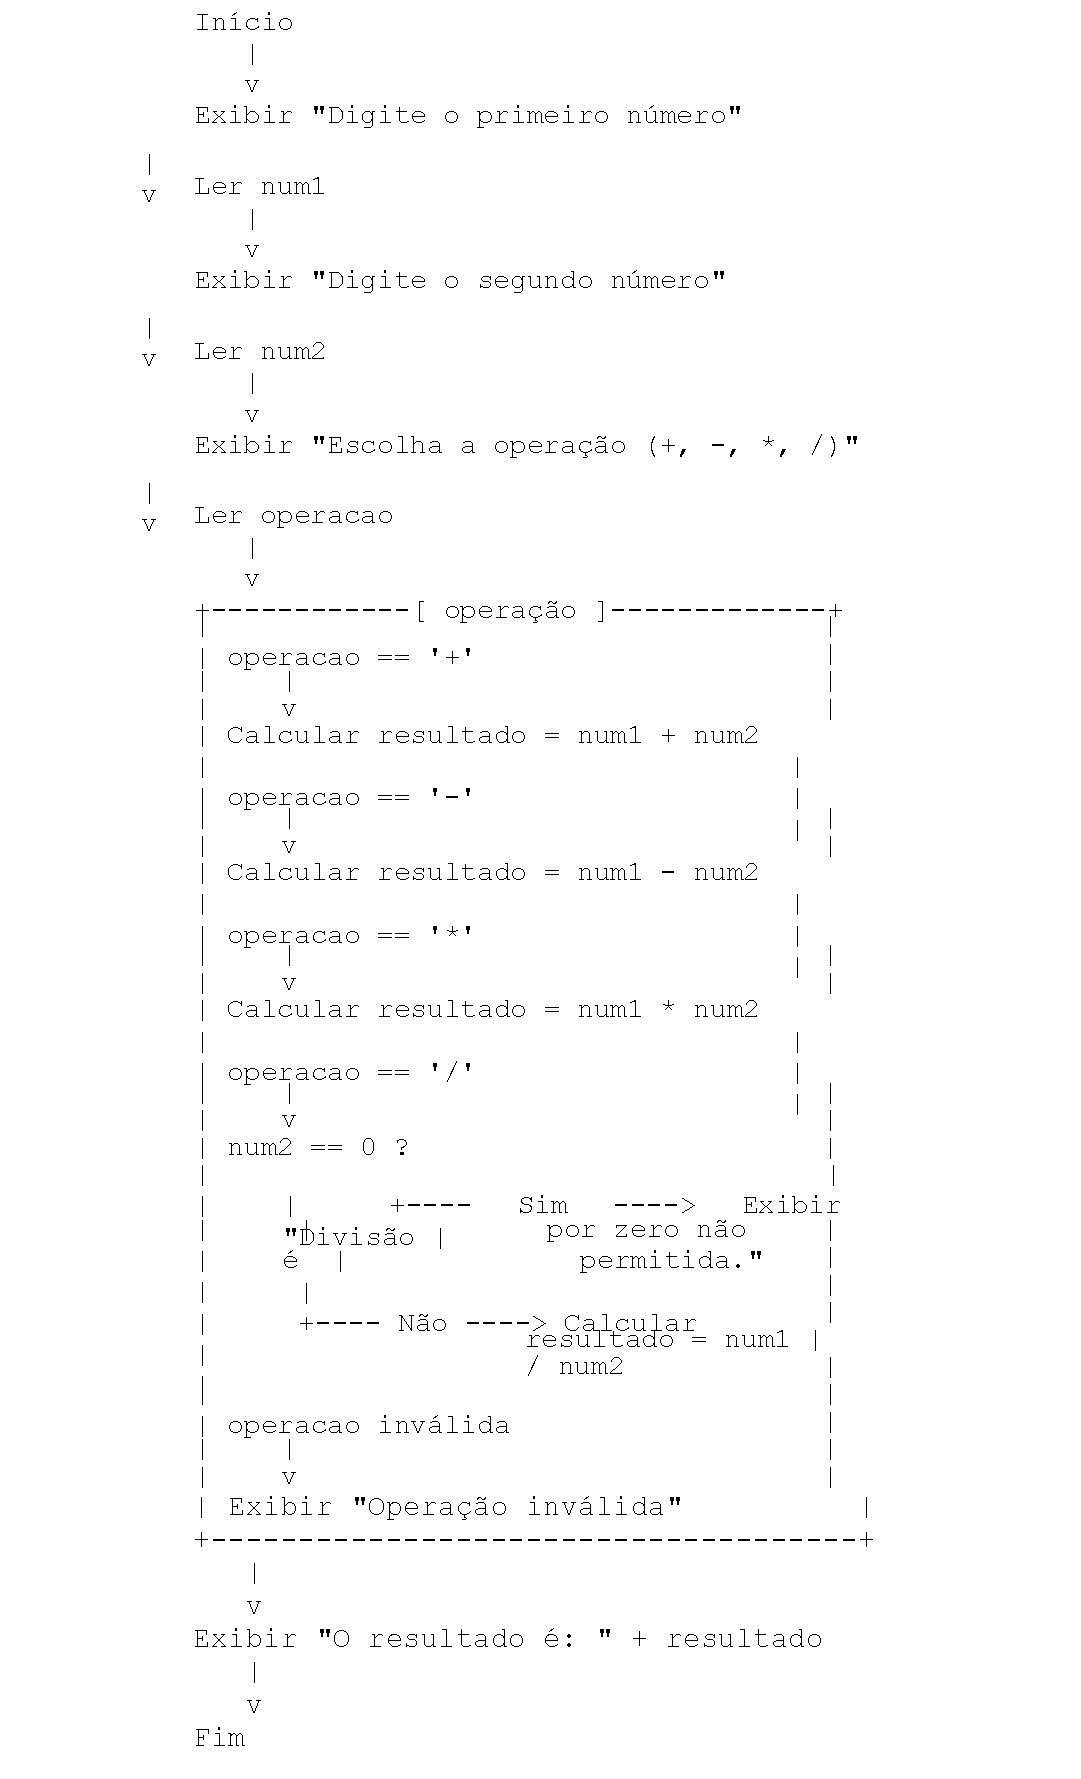 Início
|
v
Exibir "Digite o primeiro número"
|
v Ler num1
|
v
Exibir "Digite o segundo número"
|
v Ler num2
|
v
Exibir "Escolha a operação (+, -, *, /)"
|
v Ler operacao
|
v
+------------[ operação ]-------------+
| |
| operacao == '+' |
| | |
| v |
| Calcular resultado = num1 + num2
| |
| operacao == '-' |
| | | |
| v |
| Calcular resultado = num1 - num2
| |
| operacao == '*' |
| | | |
| v |
| Calcular resultado = num1 * num2
| |
| operacao == '/' |
| | | |
| v |
| num2 == 0 ? |
| |
| | +---- Sim ----> Exibir
| | por zero não |
"Divisão |
| é | permitida." |
| | |
| +---- Não ----> Calcular |
| resultado = num1 |
/ num2 |
| |
| operacao inválida |
| | |
| v |
| Exibir "Operação inválida" |
+---------------------------------------+
|
v
Exibir "O resultado é: " + resultado
|
v
Fim